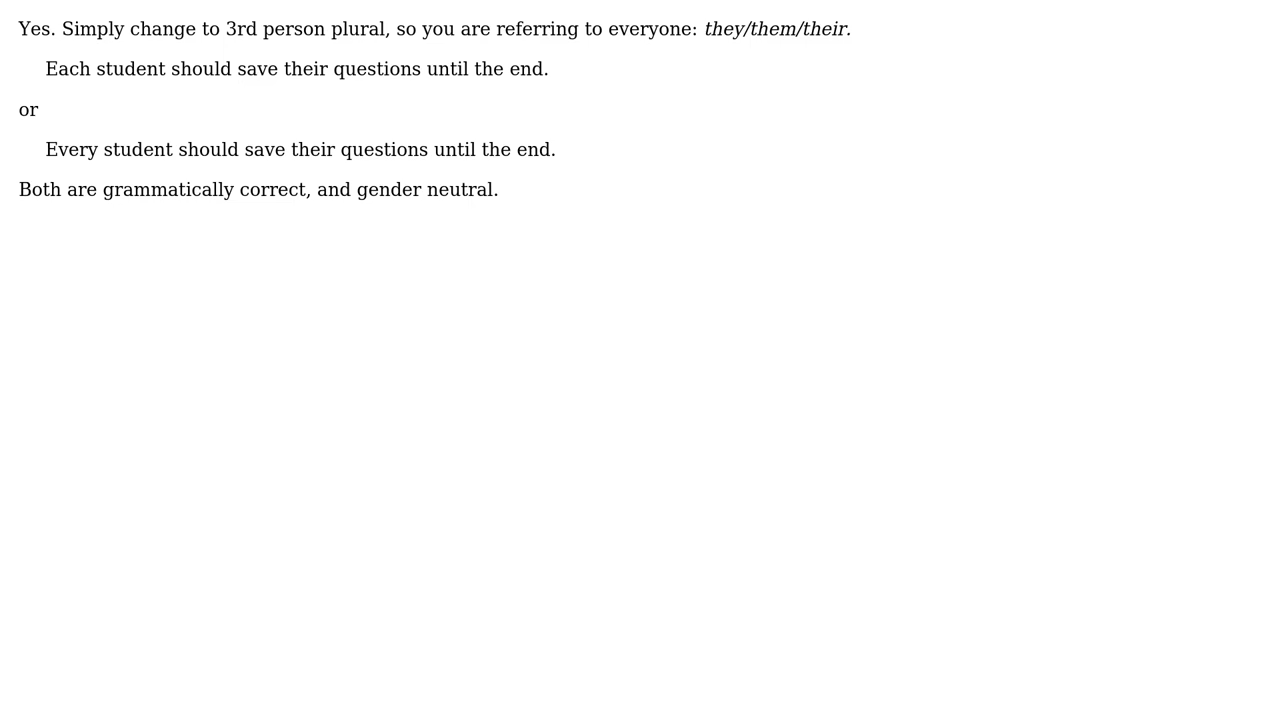 Yes. Simply change to 3rd person plural, so you are referring to everyone: they/them/their.
Each student should save their questions until the end.
or
Every student should save their questions until the end.
Both are grammatically correct, and gender neutral.